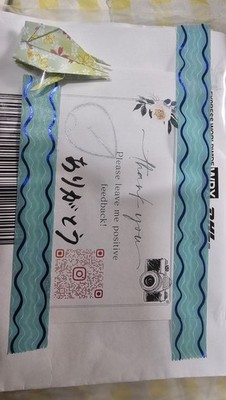 thank you
Please leave me positive
feedback!
ありがとう